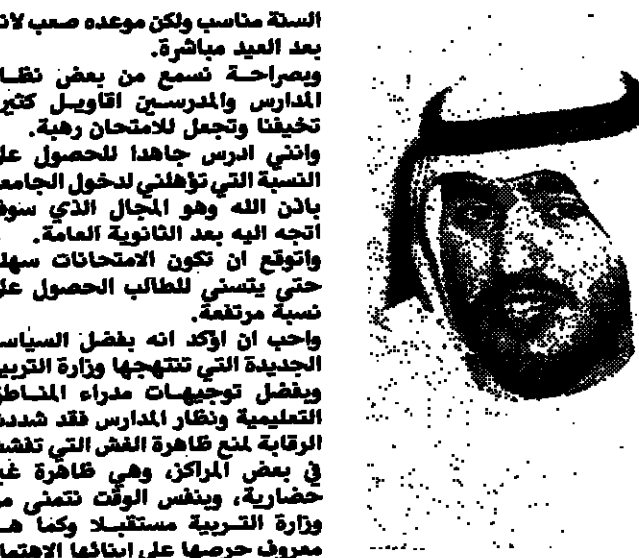 السنة مناسب ولكن موعده صعب لانه
بعد العيد مباشرة.
وبصراحة نسمع من بعض نظـار
المدارس والمدرسين اقاويل كثيرة
تخيفنا وتجعل للامتحان رهبة.
وانني ادرس جاهدا للحصول على
النسبة التي تؤهلني لدخول الجامعة
باذن الله وهو المجال الذي سوف
اتجه اليه بعد الثانوية العامة.
واتوقع ان تكون الامتحانات سهلة
حتى يتسنى للطالب الحصول على
نسبة مرتفعة.
واحب ان اؤكد انه بفضل السياسة
الجديدة التي تنتهجها وزارة التربية
وبفضل توجيهات مدراء المناطق
التعليمية ونظار المدارس فقد شددت
الرقابة لمنع ظاهرة الغش التي تفشت
في بعض المراكز، وهي ظاهرة غير
حضارية، وبنفس الوقت نتمنى من
وزارة التربية مستقبلا وكما هو
معروف حرصها على ابنائها الاهتمام